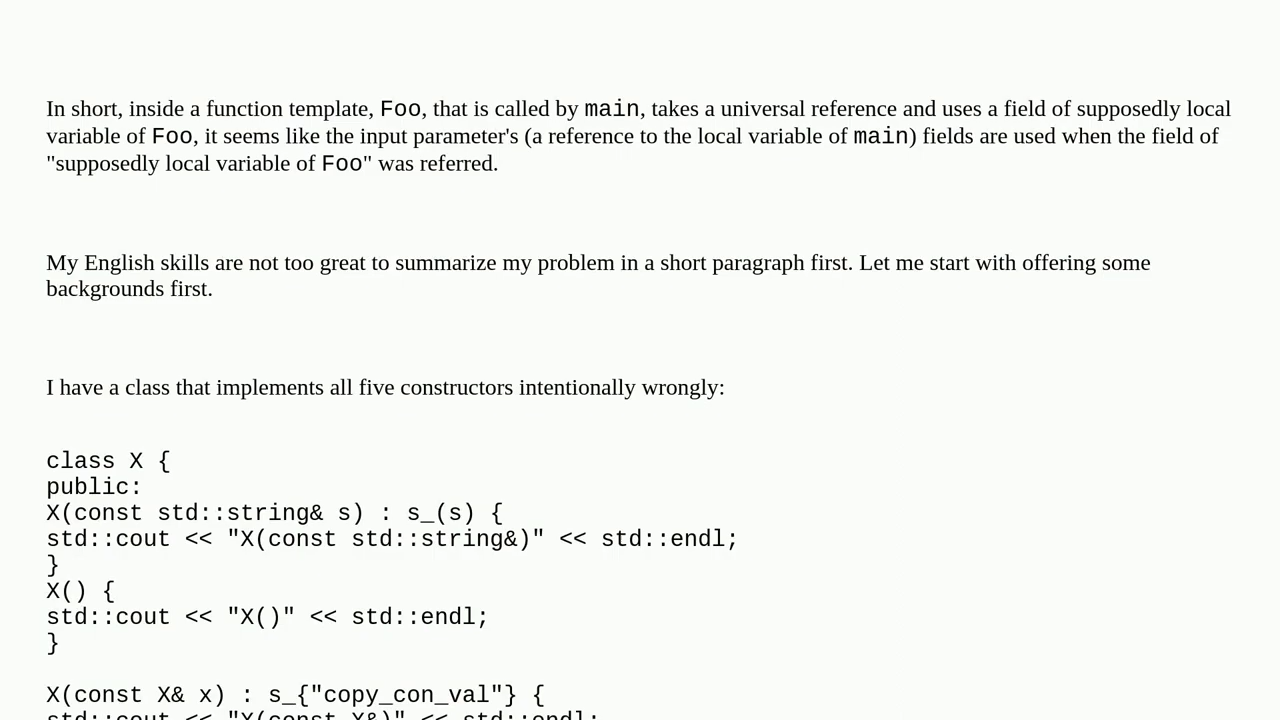 In short, inside a function template, Foo, that is called by main, takes a universal reference and uses a field of supposedly local
variable of Foo, it seems like the input parameter's (a reference to the local variable of main) fields are used when the field of
"supposedly local variable of Foo" was referred.
My English skills are not too great to summarize my problem in a short paragraph first. Let me start with offering some
backgrounds first.
I have a class that implements all five constructors intentionally wrongly:
class X {
public:
X(const std::string& s) : s_(s) {
std::cout << "X(const std::string&)" << std::endl;
}
X() {
std::cout << "X()" << std::endl;
}
X(const X& x) : s_{"copy_con_val"} {
std::cout << "X(const X&)" << std::endl;